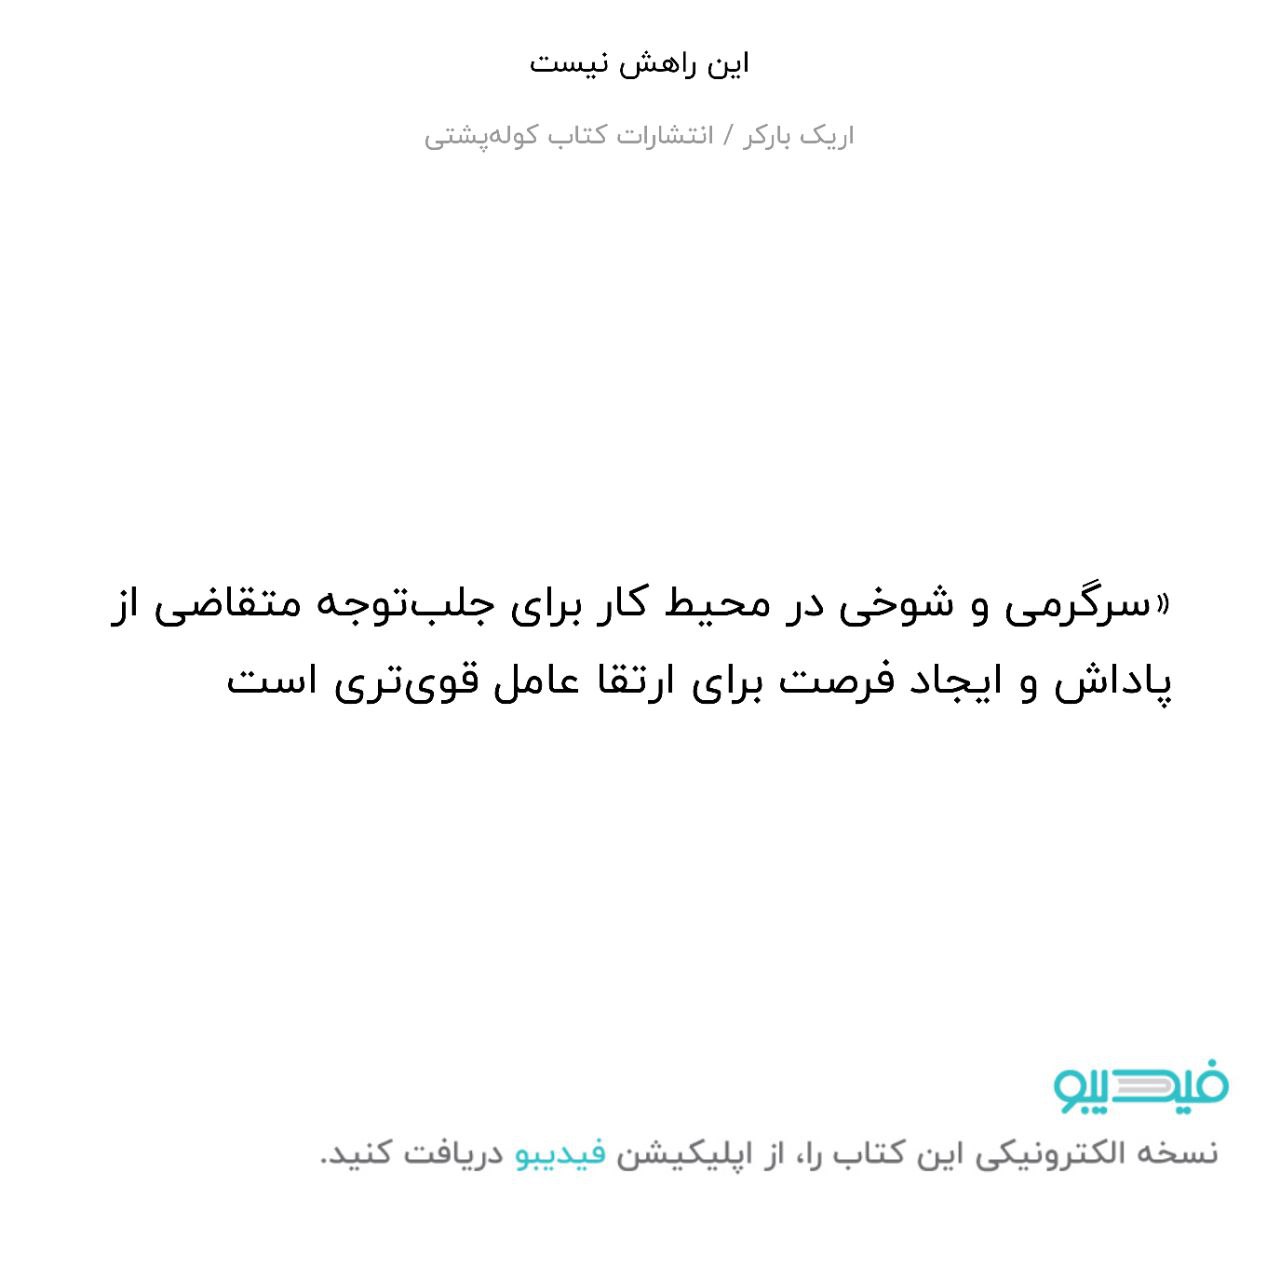 این راهش نیست
اریک بارکر / انتشارات کتاب کوله‌پشتی
«سرگرمی و شوخی در محیط کار برای جلب‌توجه متقاضی از
پاداش و ایجاد فرصت برای ارتقا عامل قوی‌تری است
فیدیبو
نسخه الکترونیکی این کتاب را، از اپلیکیشن فیدیبو دریافت کنید.